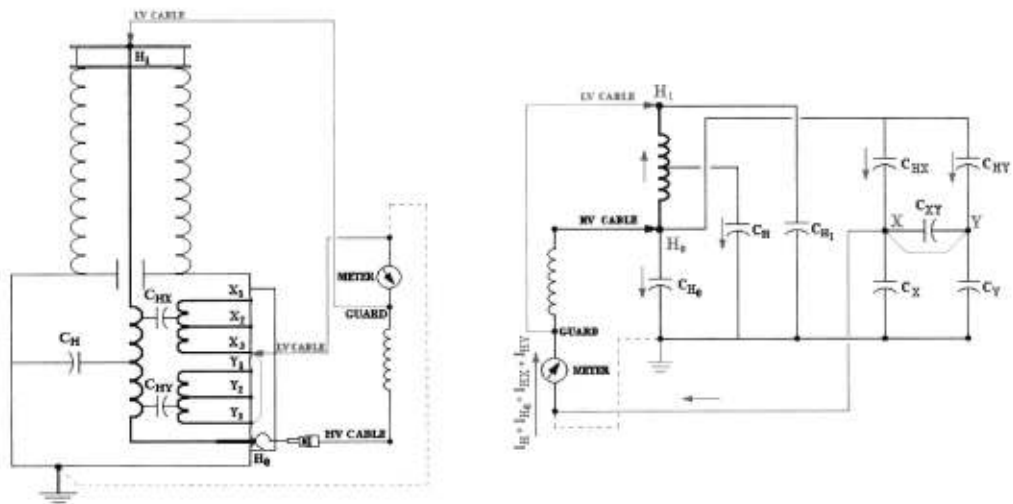 LV CABLE
H1
CHX
X1
X2
X3
CH
CHY
Y1
Y2
Y3
LV CABLE
METER
GUARD
HV CABLE
H0
LV CABLE
H1
CHX
CHY
CXY
X
Y
HV CABLE
H0
CH
CH1
CH0
CX
CY
GUARD
METER
IH + IH0 + IHX + IHY